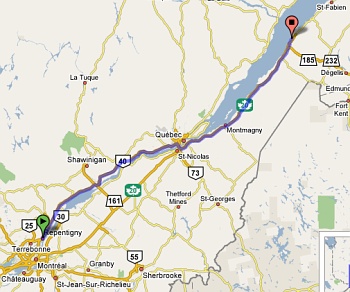 St-Fabien
185
232
La Tuque
Dégelis
20
Edmund
Fort
Kent
Québec
Montmagny
St-Nicolas
40
Shawinigan
73
20
161
Thetford
Mines
St-Georges
25
30
Repentigny
Terrebonne
Montréal
55
Châteauguay
Granby
Sherbrooke
St-Jean-Sur-Richelieu